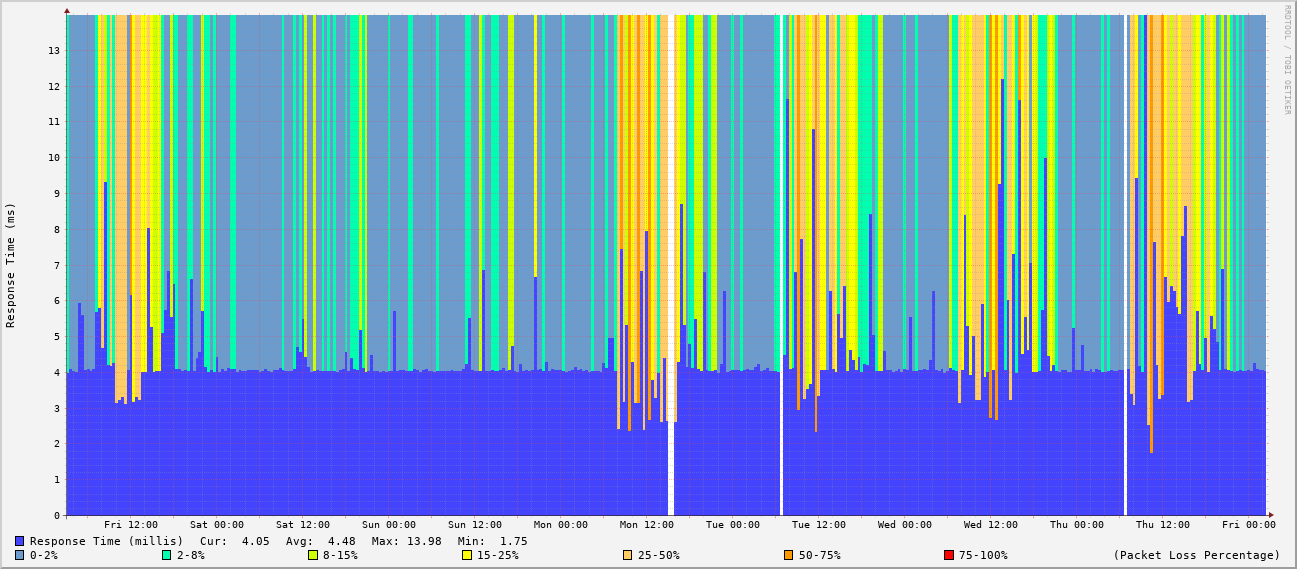 RRDTOOL / TOBI OETIKER
Response Time (ms)
13
12
11
10
9
8
7
6
5
4
3
2
1
0
Fri 12:00 Sat 00:00 Sat 12:00 Sun 00:00 Sun 12:00 Mon 00:00 Mon 12:00 Tue 00:00 Tue 12:00 Wed 00:00 Wed 12:00 Thu 00:00 Thu 12:00 Fri 00:00
Response Time (millis) Cur: 4.05 Avg: 4.48 Max: 13.98 Min: 1.75
0-2% 2-8% 8-15% 15-25% 25-50% 50-75% 75-100% (Packet Loss Percentage)